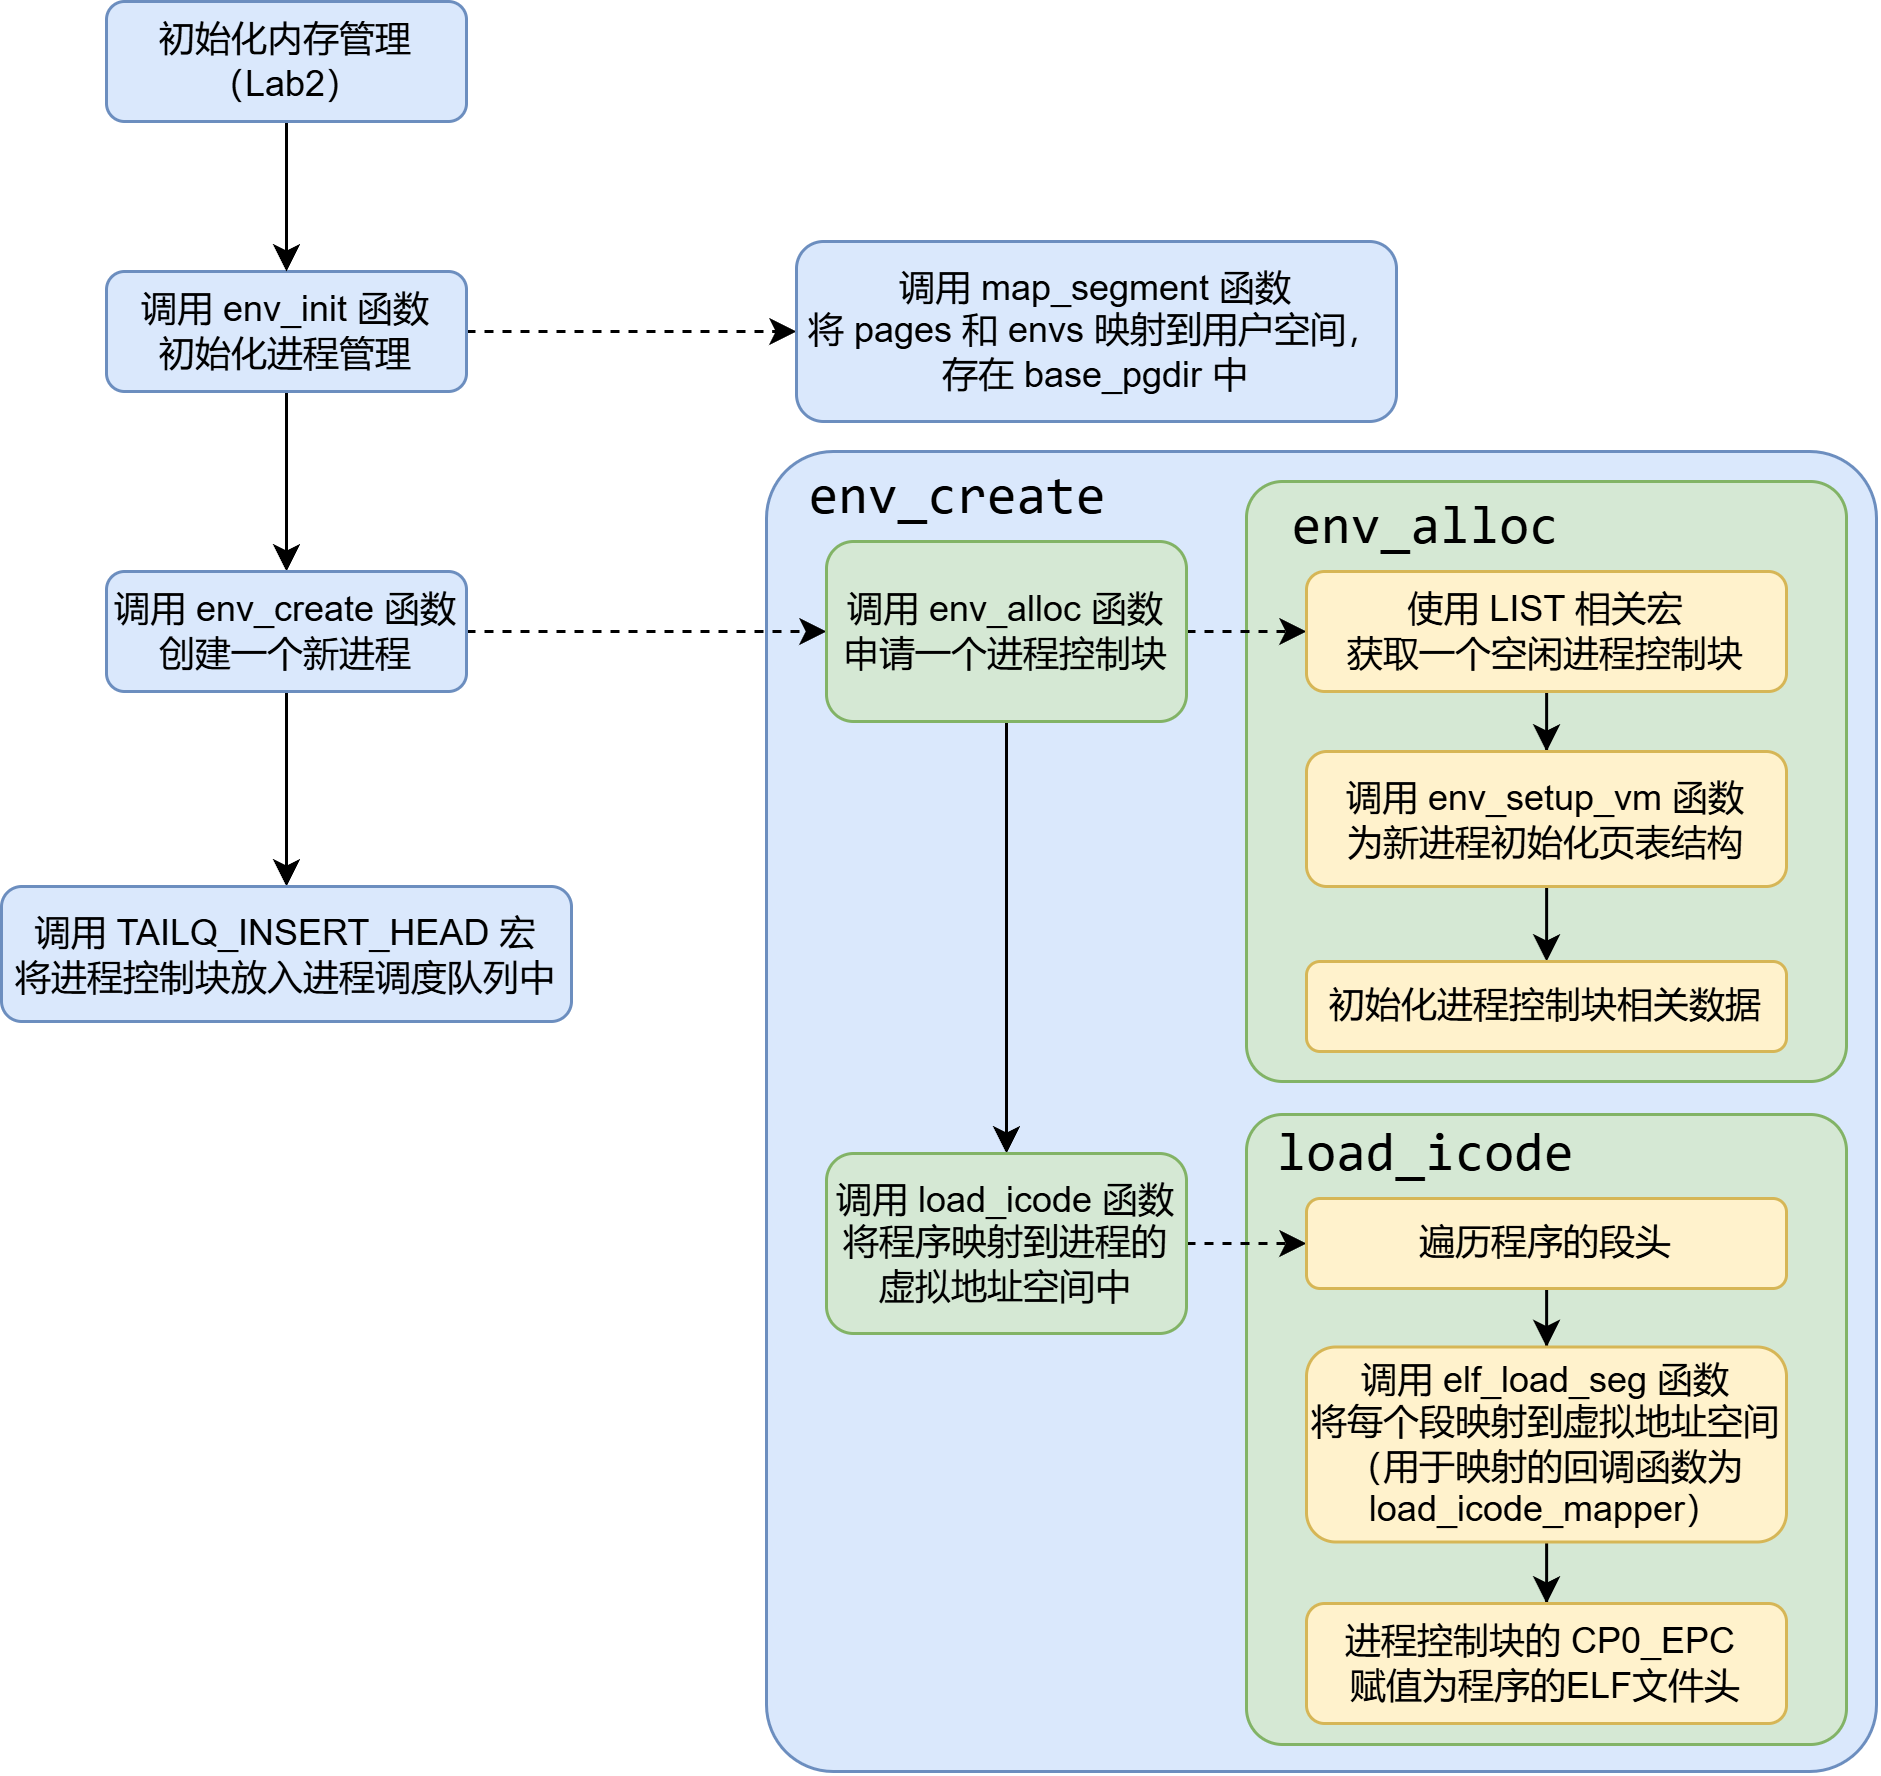 初始化内存管理
（Lab2）
调用 env_init 函数
初始化进程管理
调用 map_segment 函数
将 pages 和 envs 映射到用户空间，
存在 base_pgdir 中
调用 env_create 函数
创建一个新进程
调用 TAILQ_INSERT_HEAD 宏
将进程控制块放入进程调度队列中
env_create
调用 env_alloc 函数
申请一个进程控制块
env_alloc
使用 LIST 相关宏
获取一个空闲进程控制块
调用 env_setup_vm 函数
为新进程初始化页表结构
初始化进程控制块相关数据
调用 load_icode 函数
将程序映射到进程的
虚拟地址空间中
load_icode
遍历程序的段头
调用 elf_load_seg 函数
将每个段映射到虚拟地址空间
（用于映射的回调函数为
load_icode_mapper）
进程控制块的 CP0_EPC
赋值为程序的ELF文件头